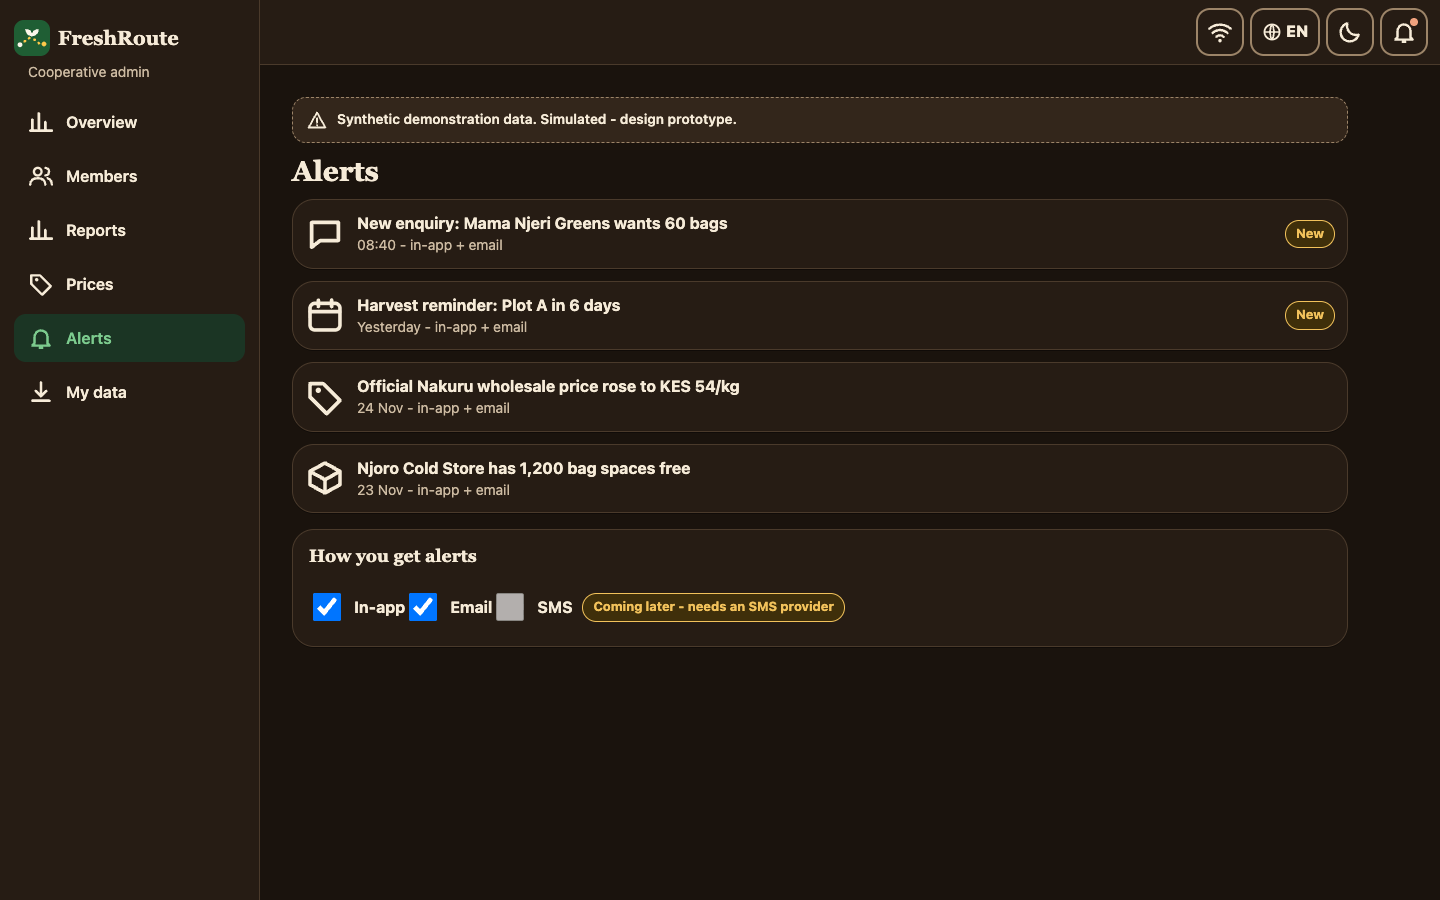 FreshRoute
Cooperative admin
Overview
Members
Reports
Prices
Alerts
My data
EN
Synthetic demonstration data. Simulated - design prototype.
Alerts
New enquiry: Mama Njeri Greens wants 60 bags
08:40 - in-app + email
New
Harvest reminder: Plot A in 6 days
Yesterday - in-app + email
New
Official Nakuru wholesale price rose to KES 54/kg
24 Nov - in-app + email
Njoro Cold Store has 1,200 bag spaces free
23 Nov - in-app + email
How you get alerts
In-app Email SMS Coming later - needs an SMS provider